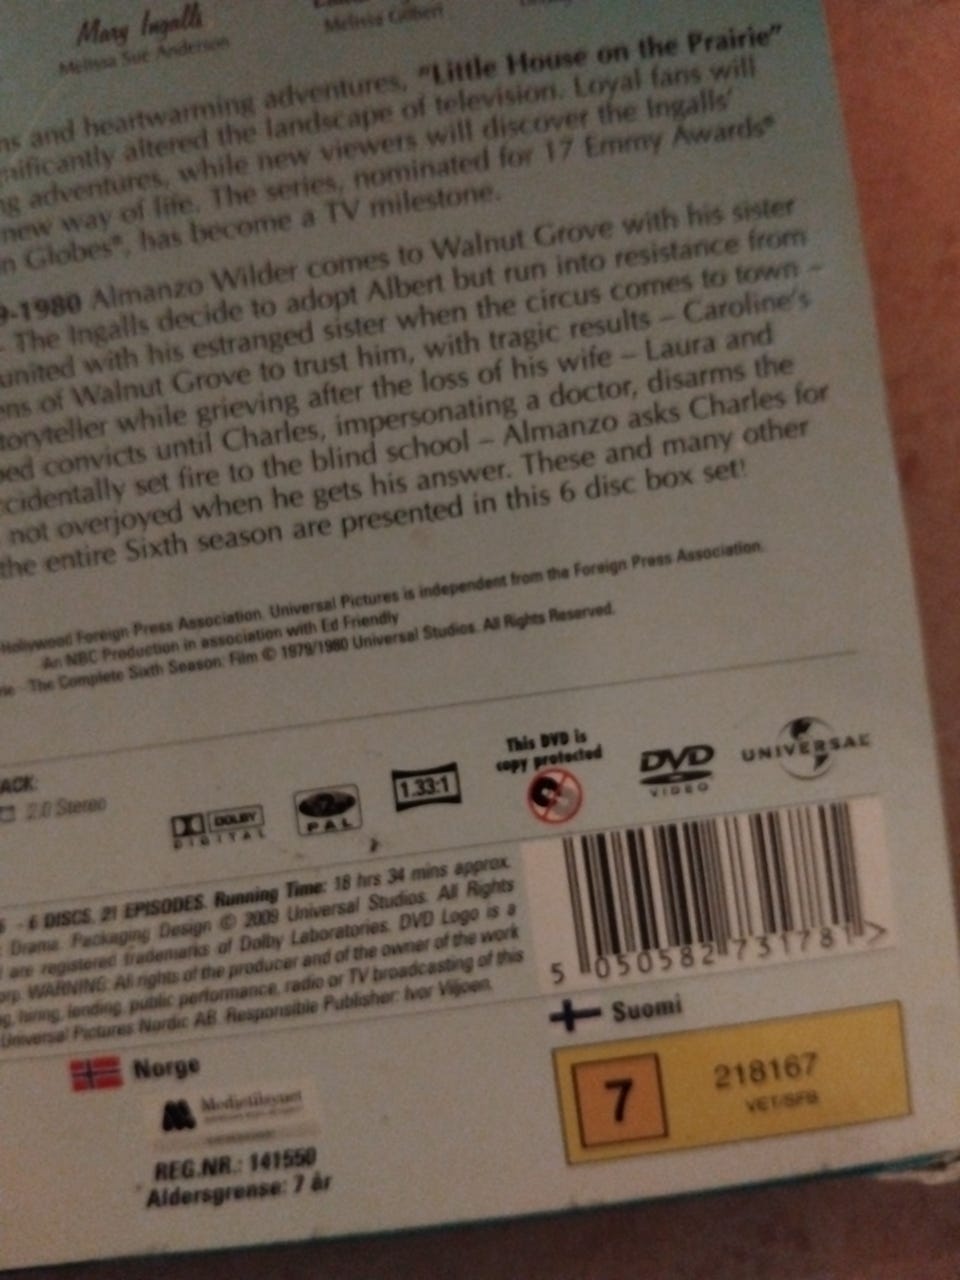 Mary Ingalls
Melissa Sue Anderson
Melissa Gilbert
ns and heartwarming adventures, "Little House on the Prairie"
nificantly altered the landscape of television. Loyal fans will
ng adventures, while new viewers will discover the Ingalls'
new way of life. The series, nominated for 17 Emmy Awards®
n Globes®, has become a TV milestone.
9-1980 Almanzo Wilder comes to Walnut Grove with his sister
- The Ingalls decide to adopt Albert but run into resistance from
united with his estranged sister when the circus comes to town –
ens of Walnut Grove to trust him, with tragic results – Caroline's
toryteller while grieving after the loss of his wife – Laura and
ped convicts until Charles, impersonating a doctor, disarms the
ccidentally set fire to the blind school – Almanzo asks Charles for
not overjoyed when he gets his answer. These and many other
the entire Sixth season are presented in this 6 disc box set!
Hollywood Foreign Press Association. Universal Pictures is independent from the Foreign Press Association.
An NBC Production in association with Ed Friendly
rie - The Complete Sixth Season: Film © 1979/1980 Universal Studios. All Rights Reserved.
ACK:
2.0 Stereo
DOLBY
DIGITAL
PAL
1.33:1
This DVD is
copy protected
DVD
VIDEO
UNIVERSAL
- 6 DISCS, 21 EPISODES. Running Time: 18 hrs 34 mins approx.
: Drama. Packaging Design © 2009 Universal Studios. All Rights
are registered trademarks of Dolby Laboratories. DVD Logo is a
orp. WARNING: All rights of the producer and of the owner of the work
g, hiring, lending, public performance, radio or TV broadcasting of this
Universal Pictures Nordic AB. Responsible Publisher: Ivor Viljoen.
5 050582 731781 >
Norge
Medietilsynet
REG.NR.: 141550
Aldersgrense: 7 år
Suomi
7
218167
VET/SFB